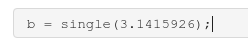 b = single(3.1415926);